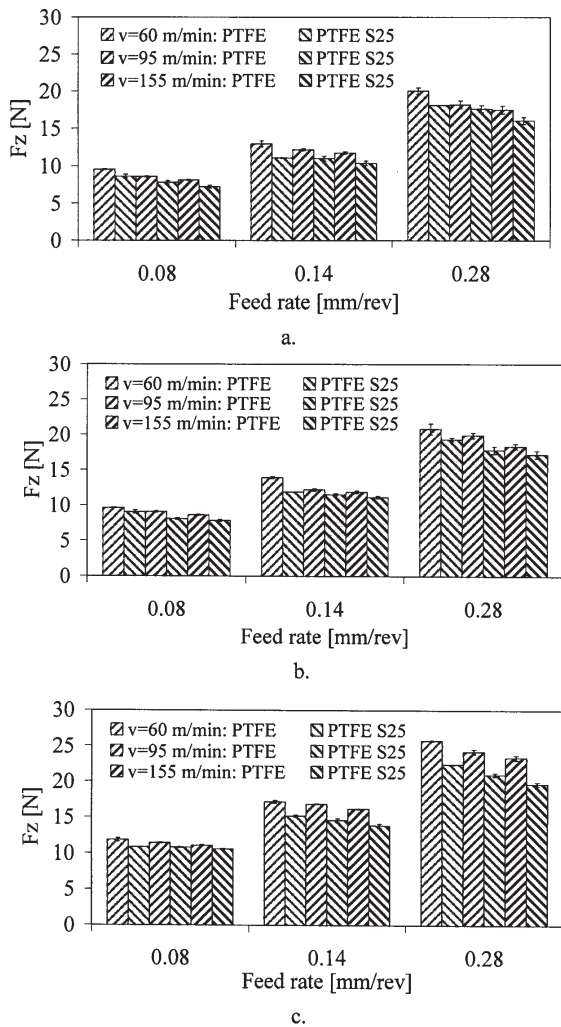 30
25
20
15
10
5
0
Fz [N]
v=60 m/min: PTFE PTFE S25
v=95 m/min: PTFE PTFE S25
v=155 m/min: PTFE PTFE S25
0.08 0.14 0.28
Feed rate [mm/rev]
a.
30
25
20
15
10
5
0
Fz [N]
v=60 m/min: PTFE PTFE S25
v=95 m/min: PTFE PTFE S25
v=155 m/min: PTFE PTFE S25
0.08 0.14 0.28
Feed rate [mm/rev]
b.
30
25
20
15
10
5
0
Fz [N]
v=60 m/min: PTFE PTFE S25
v=95 m/min: PTFE PTFE S25
v=155 m/min: PTFE PTFE S25
0.08 0.14 0.28
Feed rate [mm/rev]
c.